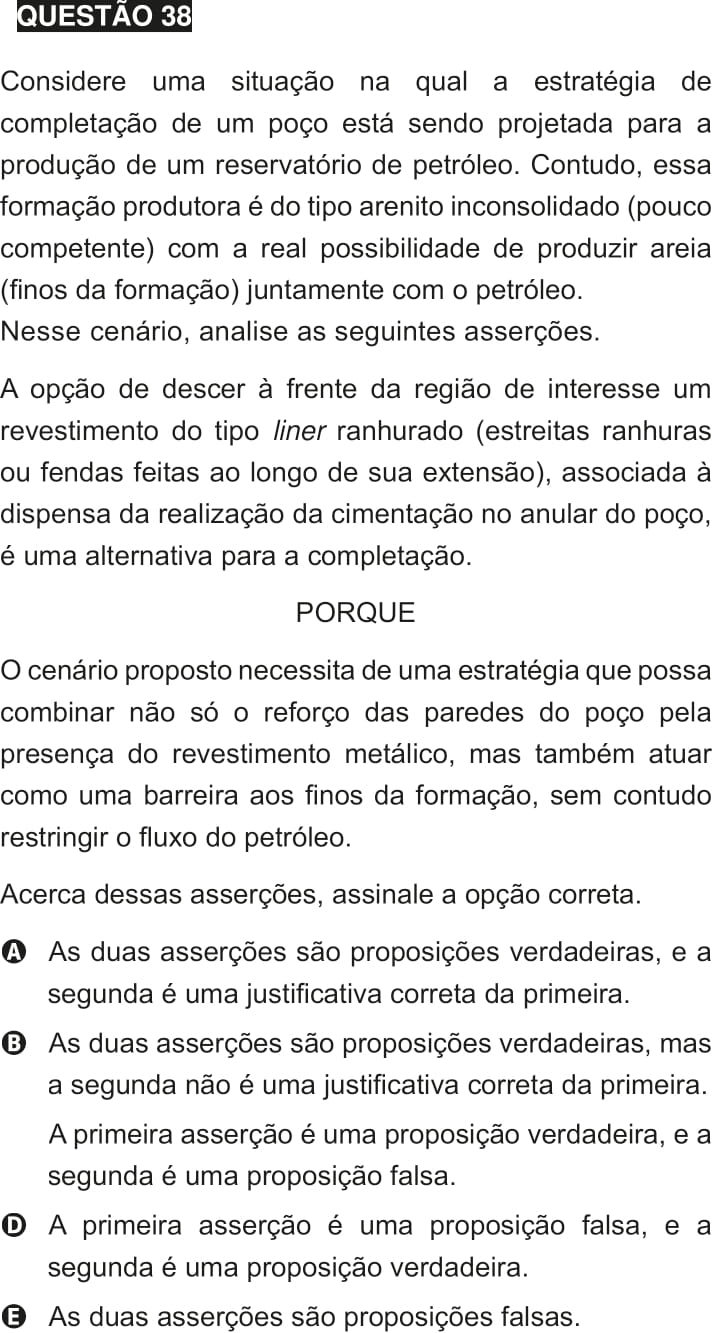 QUESTÃO 38
Considere uma situação na qual a estratégia de
completação de um poço está sendo projetada para a
produção de um reservatório de petróleo. Contudo, essa
formação produtora é do tipo arenito inconsolidado (pouco
competente) com a real possibilidade de produzir areia
(finos da formação) juntamente com o petróleo.
Nesse cenário, analise as seguintes asserções.
A opção de descer à frente da região de interesse um
revestimento do tipo liner ranhurado (estreitas ranhuras
ou fendas feitas ao longo de sua extensão), associada à
dispensa da realização da cimentação no anular do poço,
é uma alternativa para a completação.
PORQUE
O cenário proposto necessita de uma estratégia que possa
combinar não só o reforço das paredes do poço pela
presença do revestimento metálico, mas também atuar
como uma barreira aos finos da formação, sem contudo
restringir o fluxo do petróleo.
Acerca dessas asserções, assinale a opção correta.
A As duas asserções são proposições verdadeiras, e a
segunda é uma justificativa correta da primeira.
B As duas asserções são proposições verdadeiras, mas
a segunda não é uma justificativa correta da primeira.
A primeira asserção é uma proposição verdadeira, e a
segunda é uma proposição falsa.
D A primeira asserção é uma proposição falsa, e a
segunda é uma proposição verdadeira.
E As duas asserções são proposições falsas.